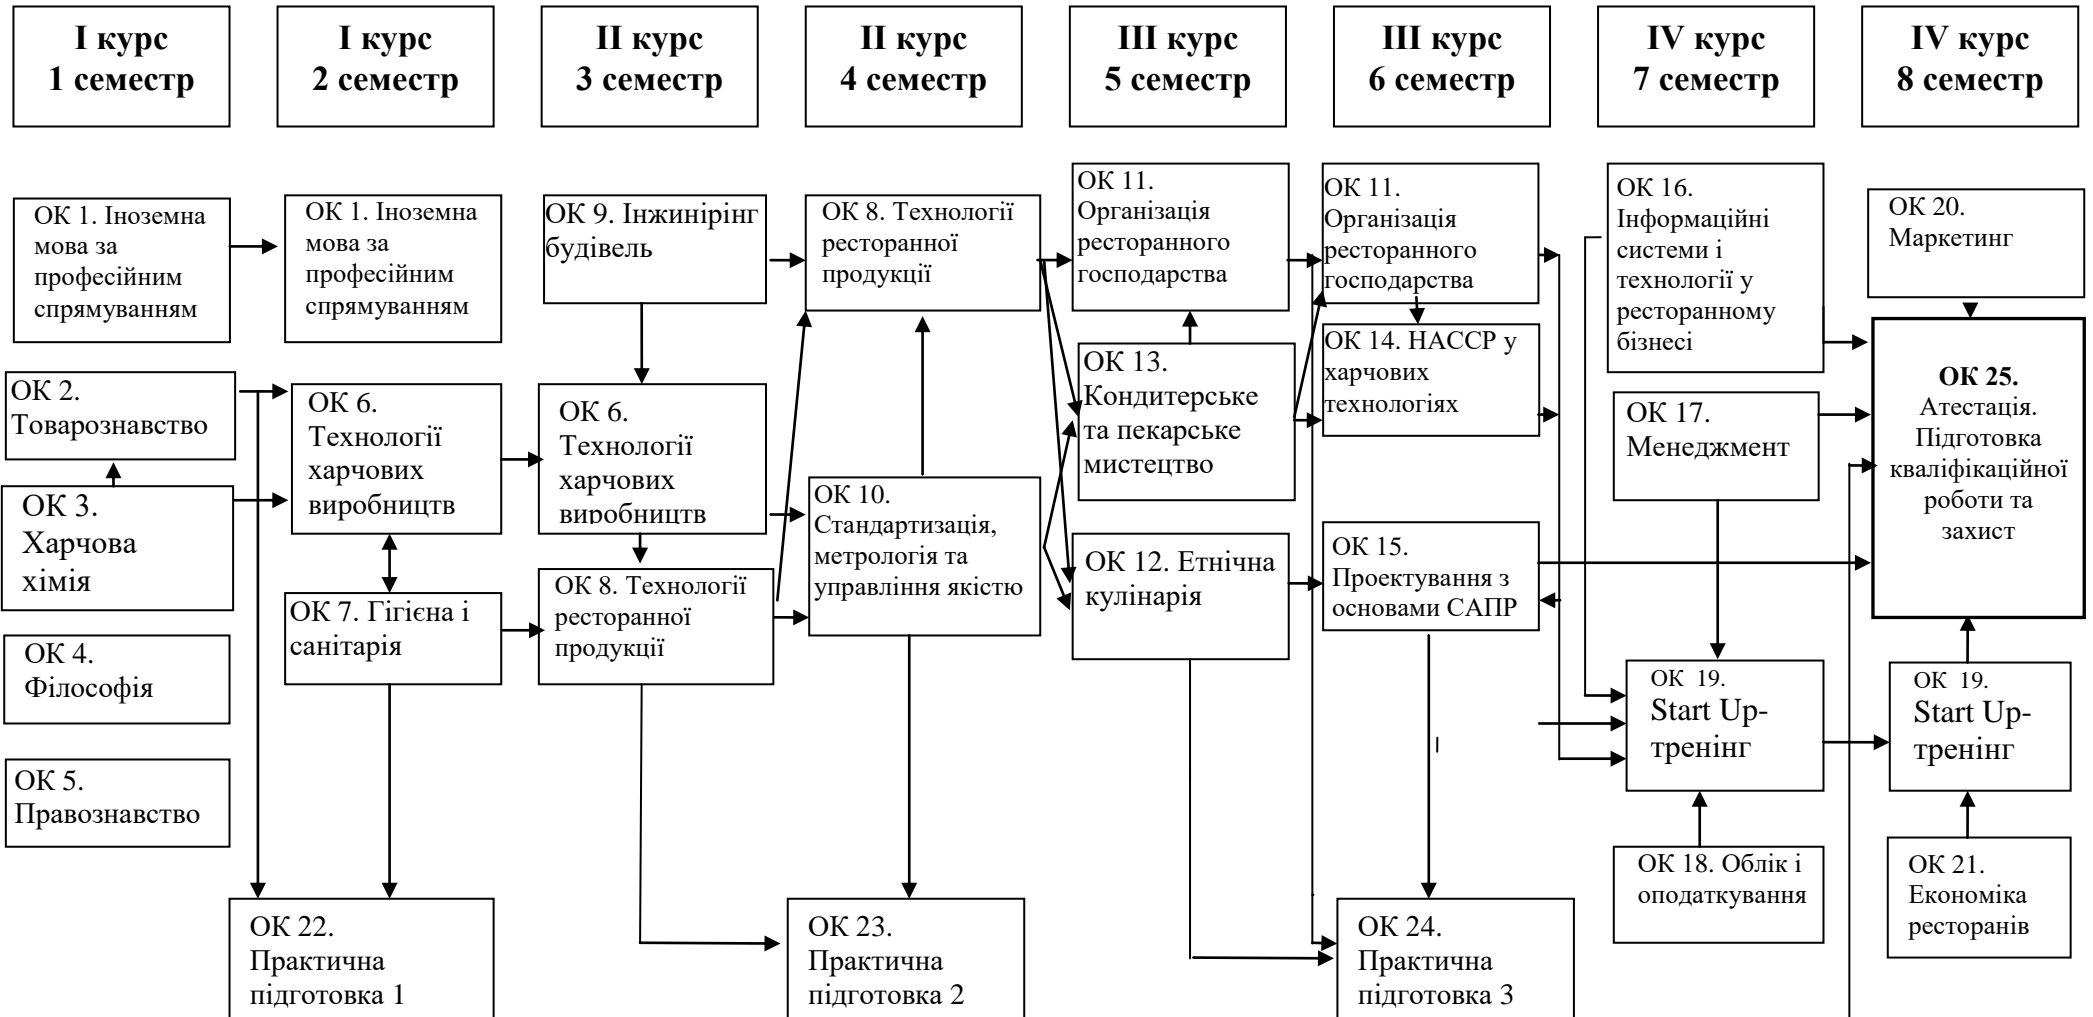 I курс
1 семестр
I курс
2 семестр
II курс
3 семестр
II курс
4 семестр
III курс
5 семестр
III курс
6 семестр
IV курс
7 семестр
IV курс
8 семестр
ОК 1. Іноземна
мова за
професійним
спрямуванням
ОК 2.
Товарознавство
ОК 3.
Харчова
хімія
ОК 4.
Філософія
ОК 5.
Правознавство
ОК 1. Іноземна
мова за
професійним
спрямуванням
ОК 6.
Технології
харчових
виробництв
ОК 7. Гігієна і
санітарія
ОК 22.
Практична
підготовка 1
ОК 9. Інжинірінг
будівель
ОК 6.
Технології
харчових
виробництв
ОК 8. Технології
ресторанної
продукції
ОК 8. Технології
ресторанної
продукції
ОК 10.
Стандартизація,
метрологія та
управління якістю
ОК 23.
Практична
підготовка 2
ОК 11.
Організація
ресторанного
господарства
ОК 13.
Кондитерське
та пекарське
мистецтво
ОК 12. Етнічна
кулінарія
ОК 11.
Організація
ресторанного
господарства
ОК 14. НАССР у
харчових
технологіях
ОК 15.
Проектування з
основами САПР
ОК 24.
Практична
підготовка 3
ОК 16.
Інформаційні
системи і
технології у
ресторанному
бізнесі
ОК 17.
Менеджмент
ОК 19.
Start Up-
тренінг
ОК 18. Облік і
оподаткування
ОК 20.
Маркетинг
ОК 25.
Атестація.
Підготовка
кваліфікаційної
роботи та
захист
ОК 19.
Start Up-
тренінг
ОК 21.
Економіка
ресторанів